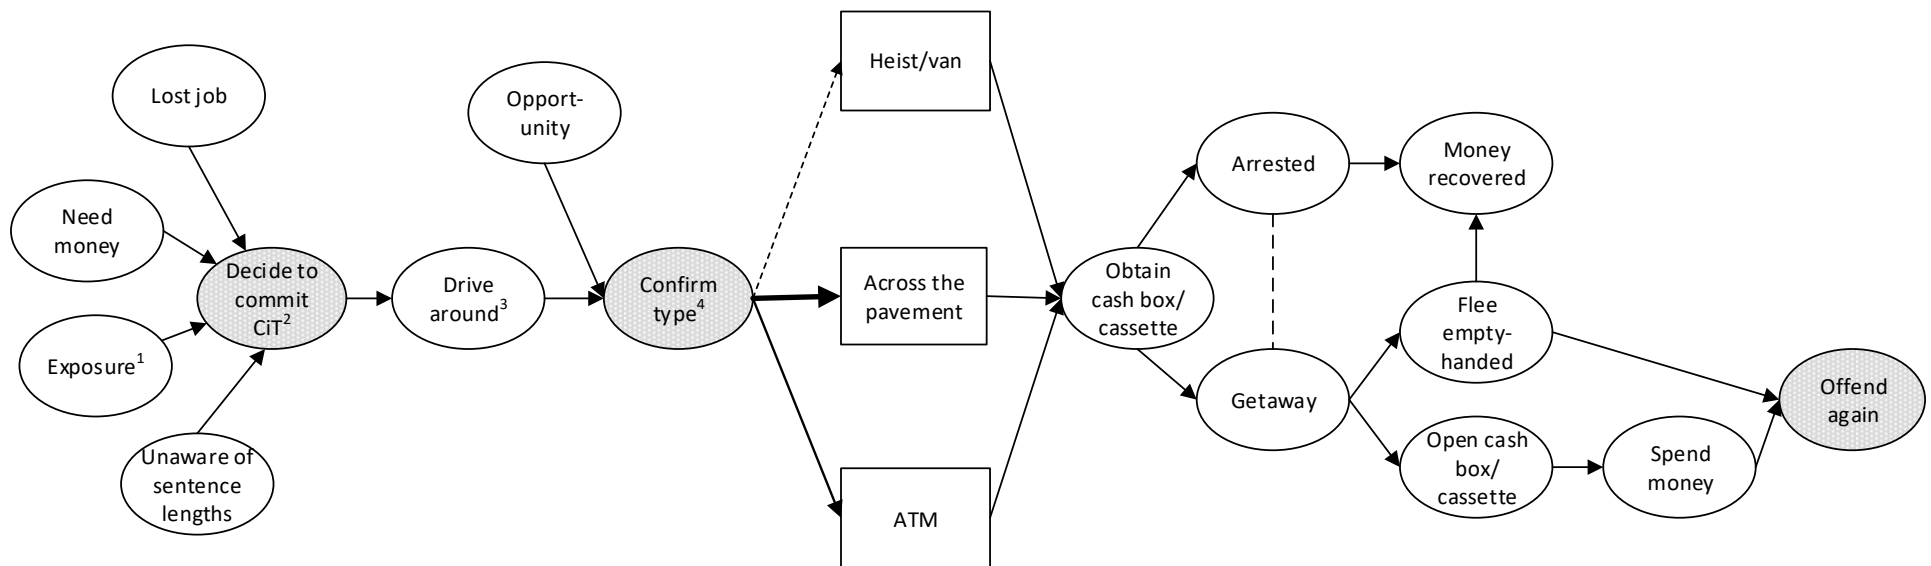 Lost job
Need
money
Exposure1
Unaware of
sentence
lengths
Decide to
commit
CiT2
Drive
around3
Opport-
unity
Confirm
type4
Heist/van
Across the
pavement
ATM
Obtain
cash box/
cassette
Arrested
Getaway
Money
recovered
Flee
empty-
handed
Open cash
box/
cassette
Spend
money
Offend
again